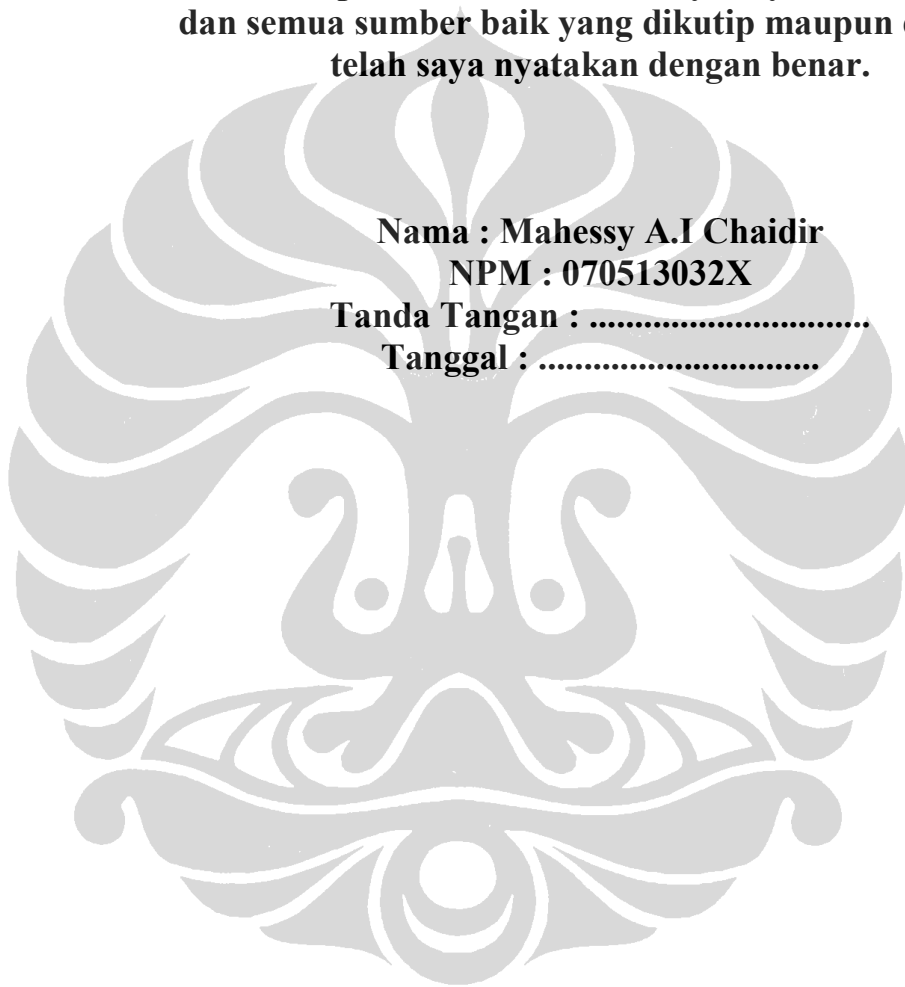 dan semua sumber baik yang dikutip maupun
telah saya nyatakan dengan benar.
Nama : Mahessy A.I Chaidir
NPM : 070513032X
Tanda Tangan : ...............................
Tanggal : ...............................